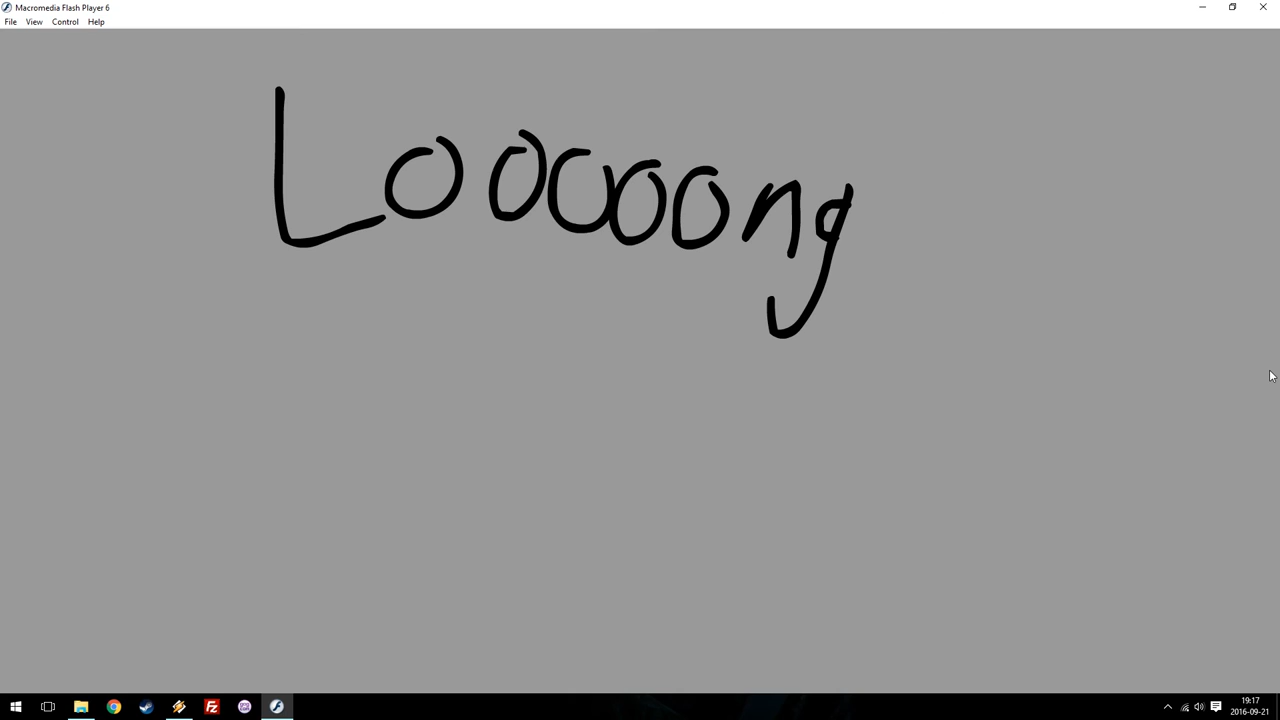 Macromedia Flash Player 6
File View Control Help
Looooong
19:17
2016-09-21